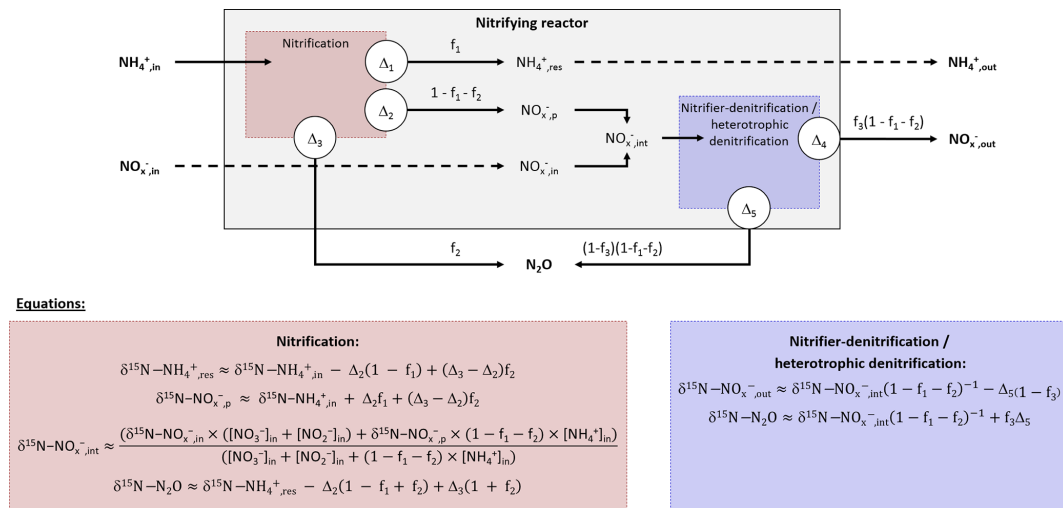 Nitrifying reactor
Nitrification
NH₄⁺,in
Δ₁
f₁
NH₄⁺,res
NH₄⁺,out
Δ₂
1 - f₁ - f₂
NOₓ⁻,p
Δ₃
NOₓ⁻,int
Nitrifier-denitrification /
heterotrophic
denitrification
Δ₄
f₃(1 - f₁ - f₂)
NOₓ⁻,out
NOₓ⁻,in
NOₓ⁻,in
Δ₅
f₂
N₂O
(1-f₃)(1-f₁-f₂)
Equations:
Nitrification:
δ¹⁵N−NH₄⁺,res ≈ δ¹⁵N−NH₄⁺,in − Δ₂(1 − f₁) + (Δ₃ − Δ₂)f₂
δ¹⁵N−NOₓ⁻,p ≈ δ¹⁵N−NH₄⁺,in + Δ₂f₁ + (Δ₃ − Δ₂)f₂
δ¹⁵N−NOₓ⁻,int ≈ (δ¹⁵N−NOₓ⁻,in × ([NO₃⁻]in + [NO₂⁻]in) + δ¹⁵N−NOₓ⁻,p × (1 − f₁ − f₂) × [NH₄⁺]in)
([NO₃⁻]in + [NO₂⁻]in + (1 − f₁ − f₂) × [NH₄⁺]in)
δ¹⁵N−N₂O ≈ δ¹⁵N−NH₄⁺,res − Δ₂(1 − f₁ + f₂) + Δ₃(1 + f₂)
Nitrifier-denitrification /
heterotrophic denitrification:
δ¹⁵N−NOₓ⁻,out ≈ δ¹⁵N−NOₓ⁻,int(1 − f₁ − f₂)⁻¹ − Δ₅(1 − f₃)
δ¹⁵N−N₂O ≈ δ¹⁵N−NOₓ⁻,int(1 − f₁ − f₂)⁻¹ + f₃Δ₅